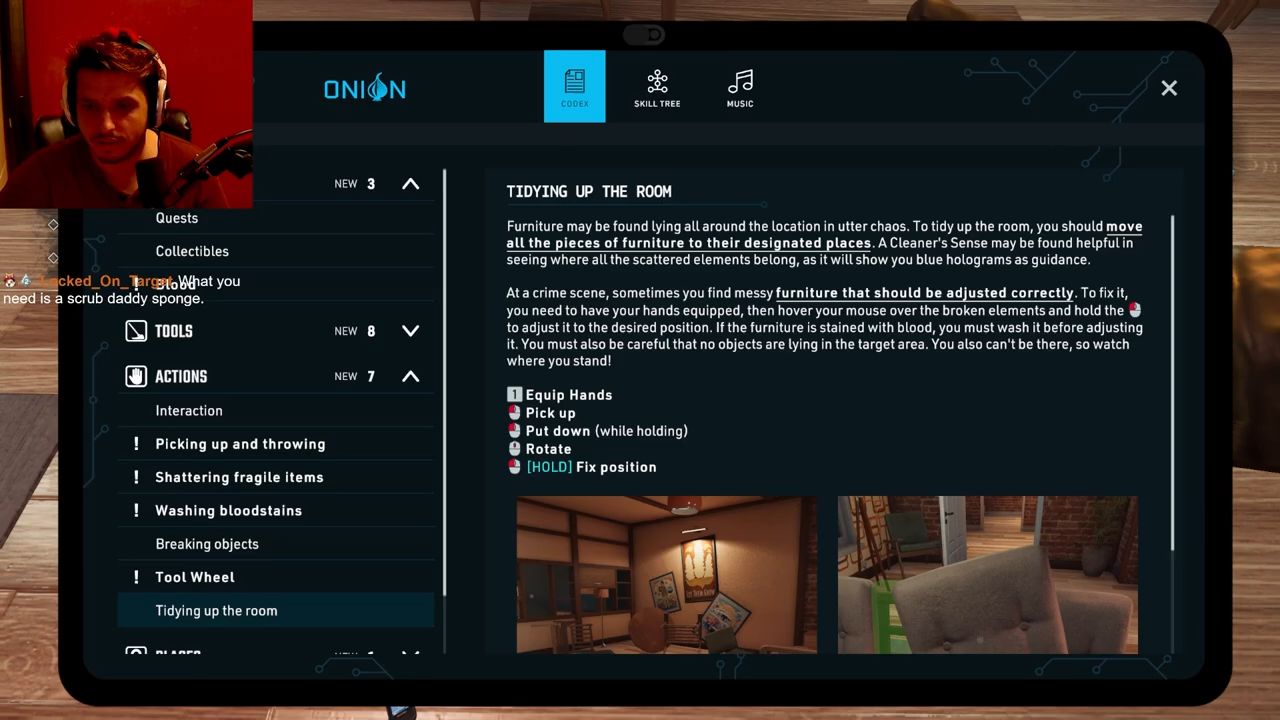 ONION
CODEX
SKILL TREE
MUSIC
NEW 3
Quests
Collectibles
Locked_On_Target What you
need is a scrub daddy sponge.
TOOLS NEW 8
ACTIONS NEW 7
Interaction
! Picking up and throwing
! Shattering fragile items
! Washing bloodstains
Breaking objects
! Tool Wheel
Tidying up the room
TIDYING UP THE ROOM
Furniture may be found lying all around the location in utter chaos. To tidy up the room, you should move
all the pieces of furniture to their designated places. A Cleaner's Sense may be found helpful in
seeing where all the scattered elements belong, as it will show you blue holograms as guidance.
At a crime scene, sometimes you find messy furniture that should be adjusted correctly. To fix it,
you need to have your hands equipped, then hover your mouse over the broken elements and hold the
to adjust it to the desired position. If the furniture is stained with blood, you must wash it before adjusting
it. You must also be careful that no objects are lying in the target area. You also can't be there, so watch
where you stand!
1 Equip Hands
Pick up
Put down (while holding)
Rotate
[HOLD] Fix position